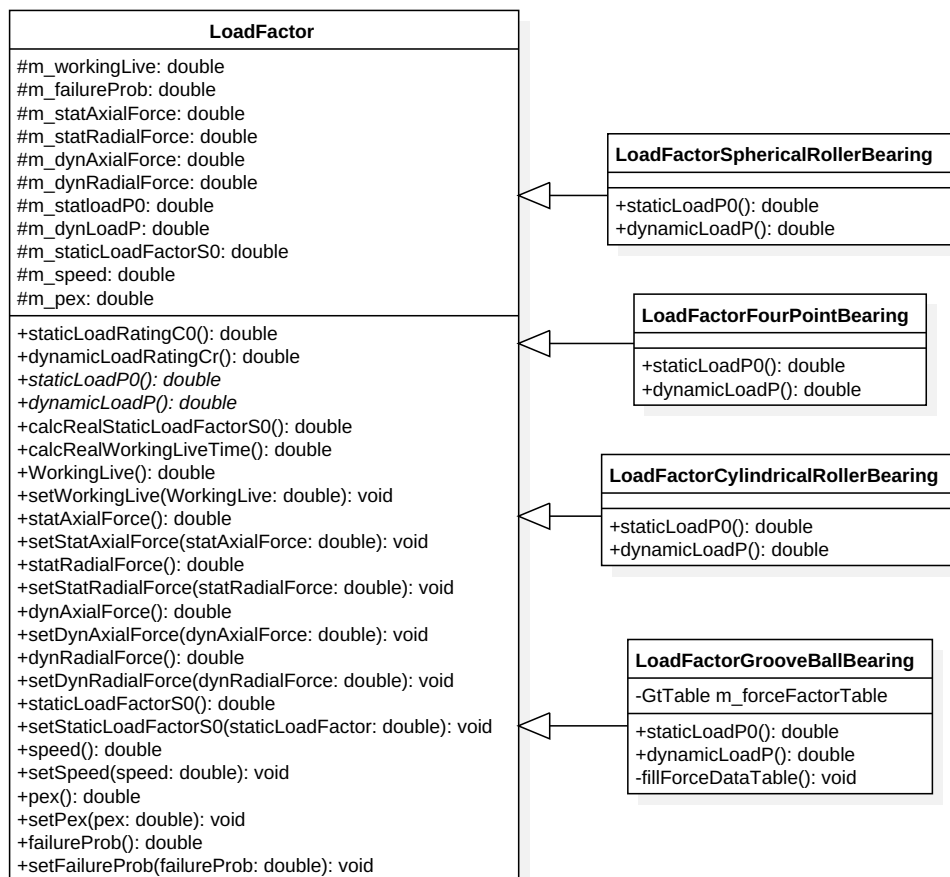 LoadFactor
#m_workingLive: double
#m_failureProb: double
#m_statAxialForce: double
#m_statRadialForce: double
#m_dynAxialForce: double
#m_dynRadialForce: double
#m_statloadP0: double
#m_dynLoadP: double
#m_staticLoadFactorS0: double
#m_speed: double
#m_pex: double
+staticLoadRatingC0(): double
+dynamicLoadRatingCr(): double
+staticLoadP0(): double
+dynamicLoadP(): double
+calcRealStaticLoadFactorS0(): double
+calcRealWorkingLiveTime(): double
+WorkingLive(): double
+setWorkingLive(WorkingLive: double): void
+statAxialForce(): double
+setStatAxialForce(statAxialForce: double): void
+statRadialForce(): double
+setStatRadialForce(statRadialForce: double): void
+dynAxialForce(): double
+setDynAxialForce(dynAxialForce: double): void
+dynRadialForce(): double
+setDynRadialForce(dynRadialForce: double): void
+staticLoadFactorS0(): double
+setStaticLoadFactorS0(staticLoadFactor: double): void
+speed(): double
+setSpeed(speed: double): void
+pex(): double
+setPex(pex: double): void
+failureProb(): double
+setFailureProb(failureProb: double): void
LoadFactorSphericalRollerBearing
+staticLoadP0(): double
+dynamicLoadP(): double
LoadFactorFourPointBearing
+staticLoadP0(): double
+dynamicLoadP(): double
LoadFactorCylindricalRollerBearing
+staticLoadP0(): double
+dynamicLoadP(): double
LoadFactorGrooveBallBearing
-GtTable m_forceFactorTable
+staticLoadP0(): double
+dynamicLoadP(): double
-fillForceDataTable(): void